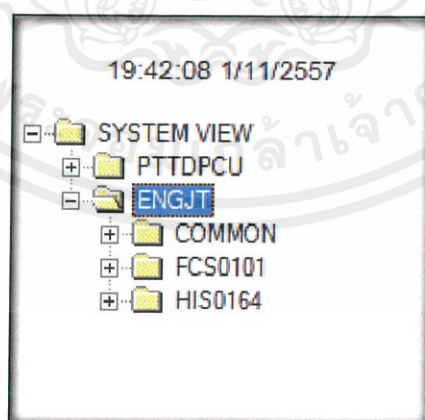 19:42:08 1/11/2557
SYSTEM VIEW
PTTDPCU
ENGJT
COMMON
FCS0101
HIS0164